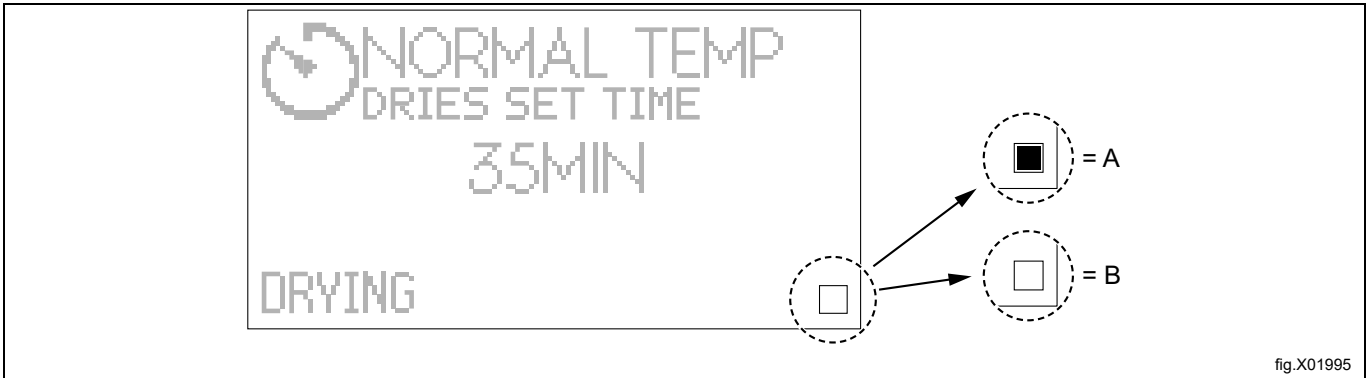 NORMAL TEMP
DRIES SET TIME
35MIN
DRYING
= A
= B
fig.X01995